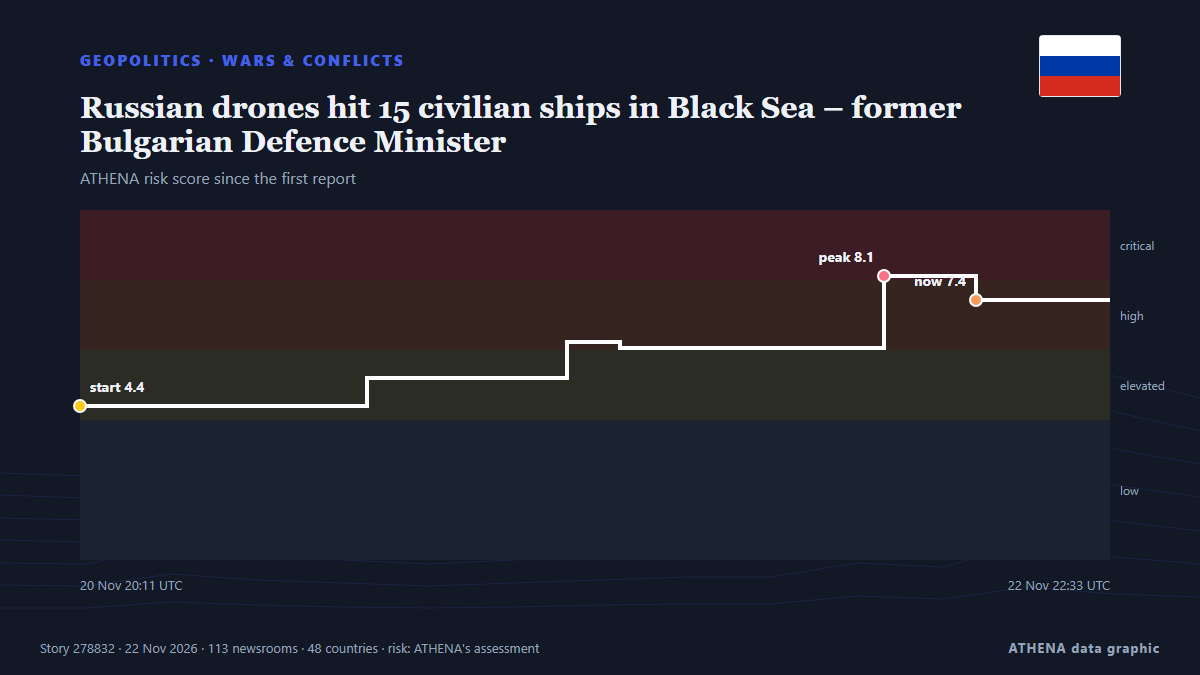 GEOPOLITICS · WARS & CONFLICTS
Russian drones hit 15 civilian ships in Black Sea – former
Bulgarian Defence Minister
ATHENA risk score since the first report
critical
peak 8.1
now 7.4
high
elevated
start 4.4
low
20 Nov 20:11 UTC
22 Nov 22:33 UTC
Story 278832 · 22 Nov 2026 · 113 newsrooms · 48 countries · risk: ATHENA's assessment
ATHENA data graphic